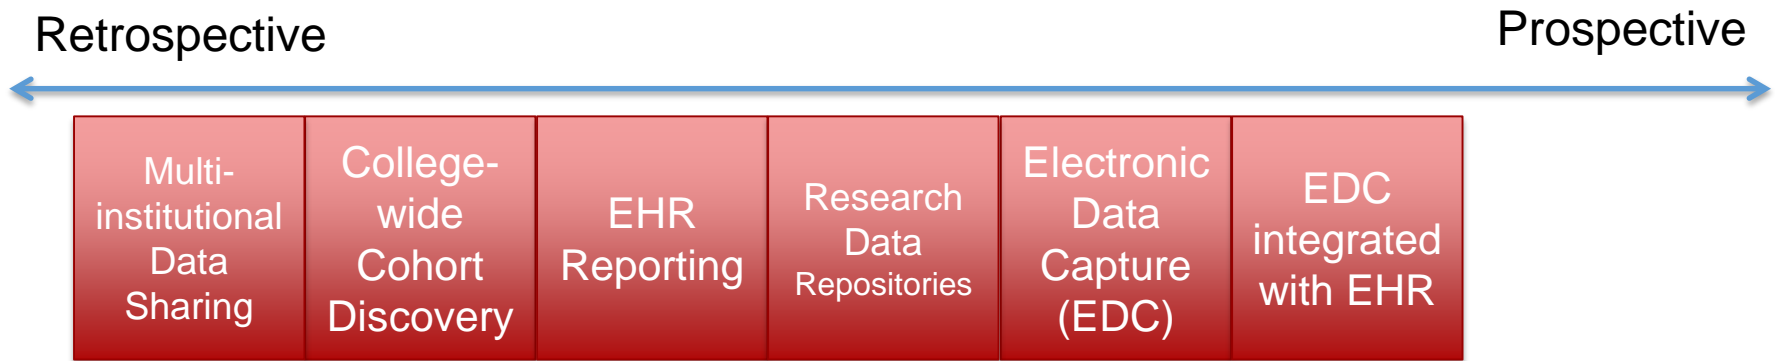 Retrospective
Prospective
Multi-
institutional
Data
Sharing
College-
wide
Cohort
Discovery
EHR
Reporting
Research
Data
Repositories
Electronic
Data
Capture
(EDC)
EDC
integrated
with EHR